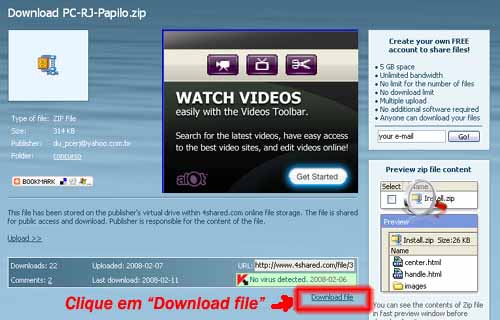 Download PC-RJ-Papilo.zip
Type of file: ZIP File
Size: 314 KB
Publisher: du_pcerj@yahoo.com.br
Folder: concurso
BOOKMARK
This file has been stored on the publisher's virtual drive within 4shared.com online file storage. The file is shared
for public access and download. Publisher is responsible for the content of the file.
Upload >>
WATCH VIDEOS
easily with the Videos Toolbar.
Search for the latest videos, have easy access
to the best video sites, and edit videos online!
Get Started
Create your own FREE
account to share files!
• 5 GB space
• Unlimited bandwidth
• No limit for the number of files
• No download limit
• Multiple upload
• No additional software required
• Anyone can download your files
your e-mail Go!
Preview zip file content
Select Name
Install.zip
Preview
Install.zip Size:26 KB
Name
center.html
handle.html
images
You can see the contents of Zip file
in fast preview window before
Downloads: 22 Uploaded: 2008-02-07 URL: http://www.4shared.com/file/3
Comments: 2 Last download: 2008-02-11 No virus detected. 2008-02-06
Clique em “Download file” Download file